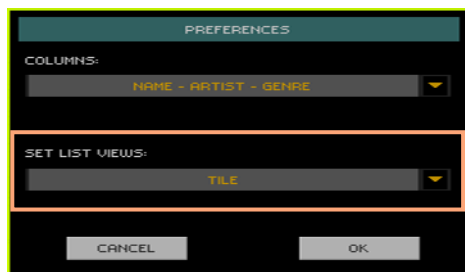 PREFERENCES
COLUMNS:
NAME - ARTIST - GENRE
SET LIST VIEWS:
TILE
CANCEL OK